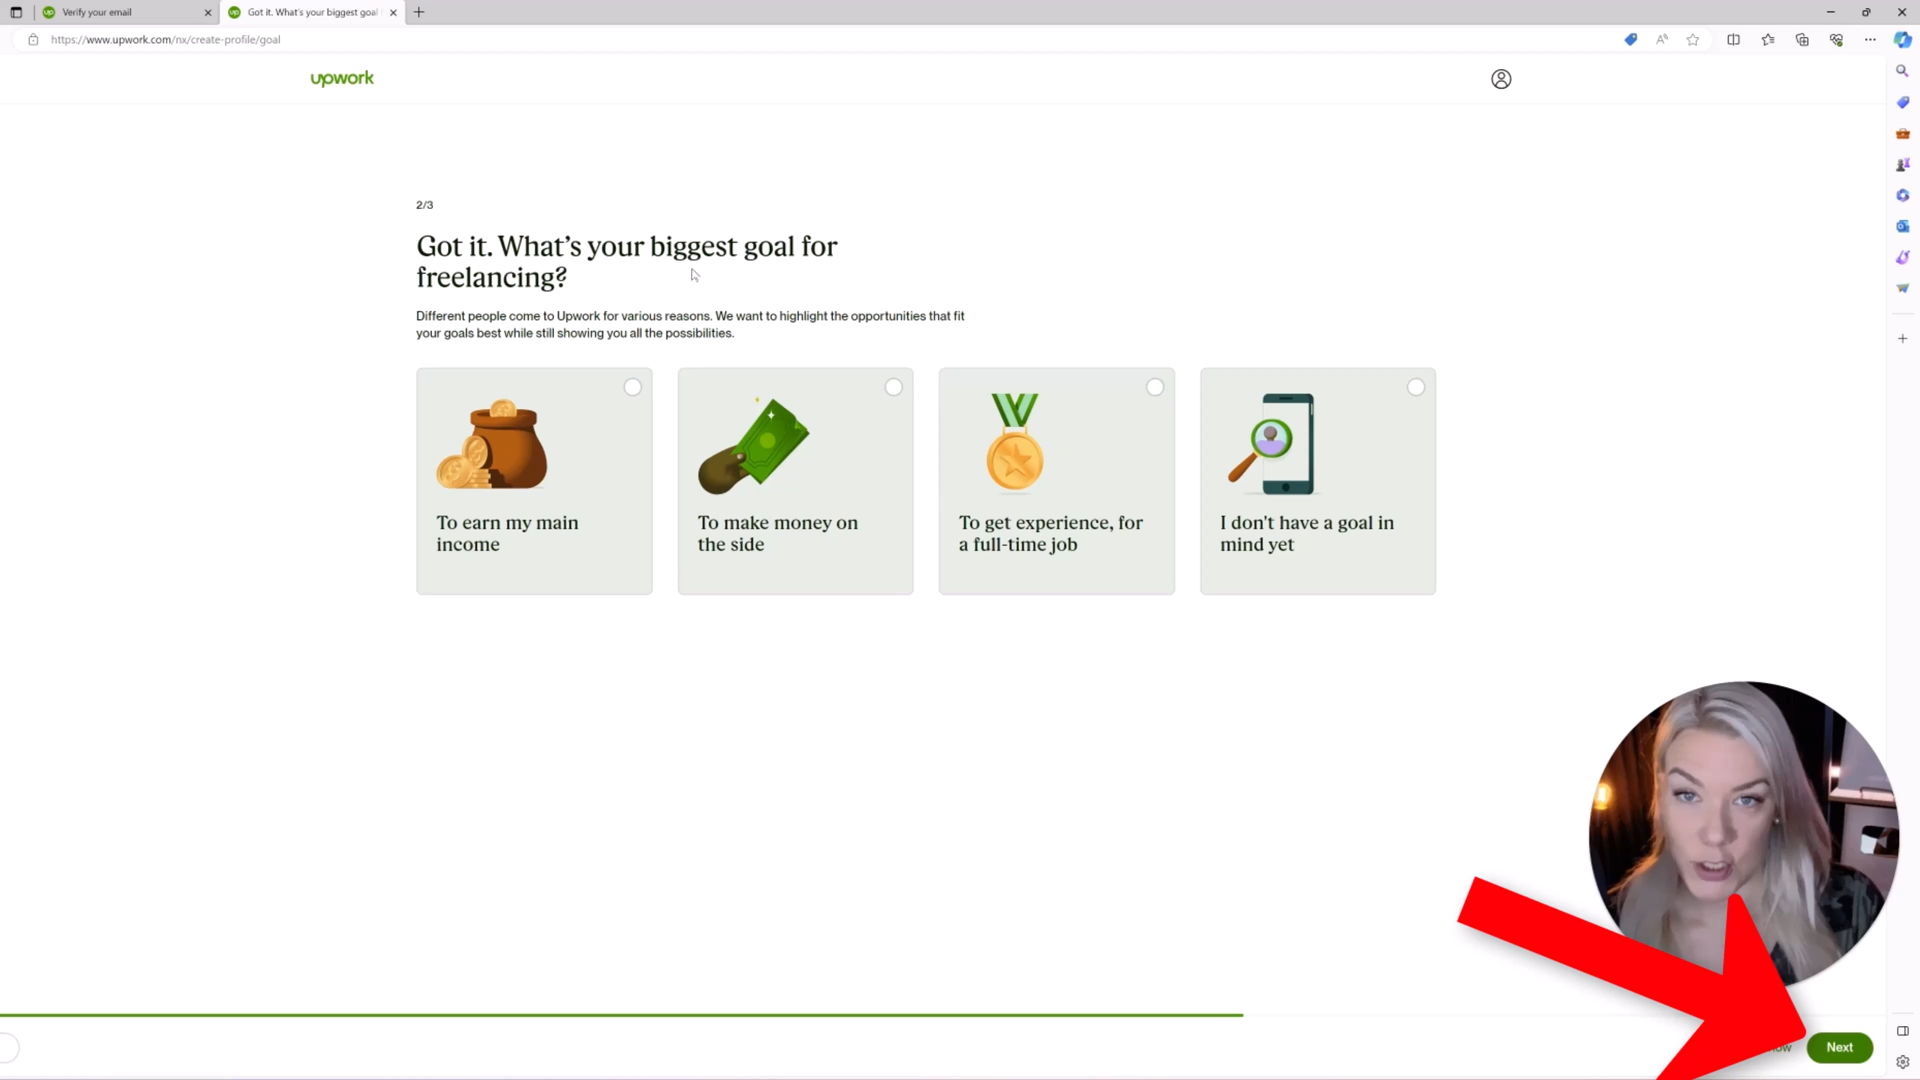 Verify your email
Got it. What's your biggest goal
https://www.upwork.com/nx/create-profile/goal
upwork
2/3
Got it. What's your biggest goal for
freelancing?
Different people come to Upwork for various reasons. We want to highlight the opportunities that fit
your goals best while still showing you all the possibilities.
To earn my main
income
To make money on
the side
To get experience, for
a full-time job
I don't have a goal in
mind yet
Next